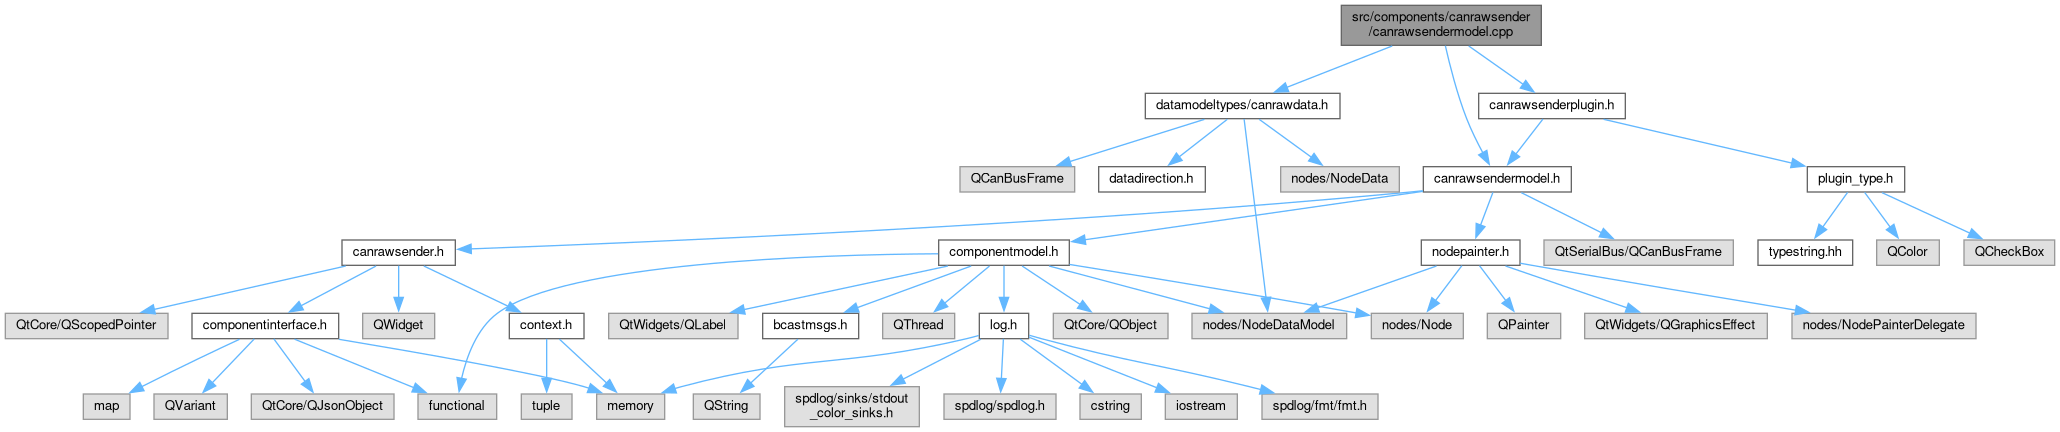 src/components/canrawsender
/canrawsendermodel.cpp
datamodeltypes/canrawdata.h
canrawsenderplugin.h
QCanBusFrame
datadirection.h
nodes/NodeData
canrawsendermodel.h
plugin_type.h
canrawsender.h
componentmodel.h
nodepainter.h
QtSerialBus/QCanBusFrame
typestring.hh
QColor
QCheckBox
QtCore/QScopedPointer
componentinterface.h
QWidget
context.h
QtWidgets/QLabel
bcastmsgs.h
QThread
log.h
QtCore/QObject
nodes/NodeDataModel
nodes/Node
QPainter
QtWidgets/QGraphicsEffect
nodes/NodePainterDelegate
map
QVariant
QtCore/QJsonObject
functional
tuple
memory
QString
spdlog/sinks/stdout
_color_sinks.h
spdlog/spdlog.h
cstring
iostream
spdlog/fmt/fmt.h